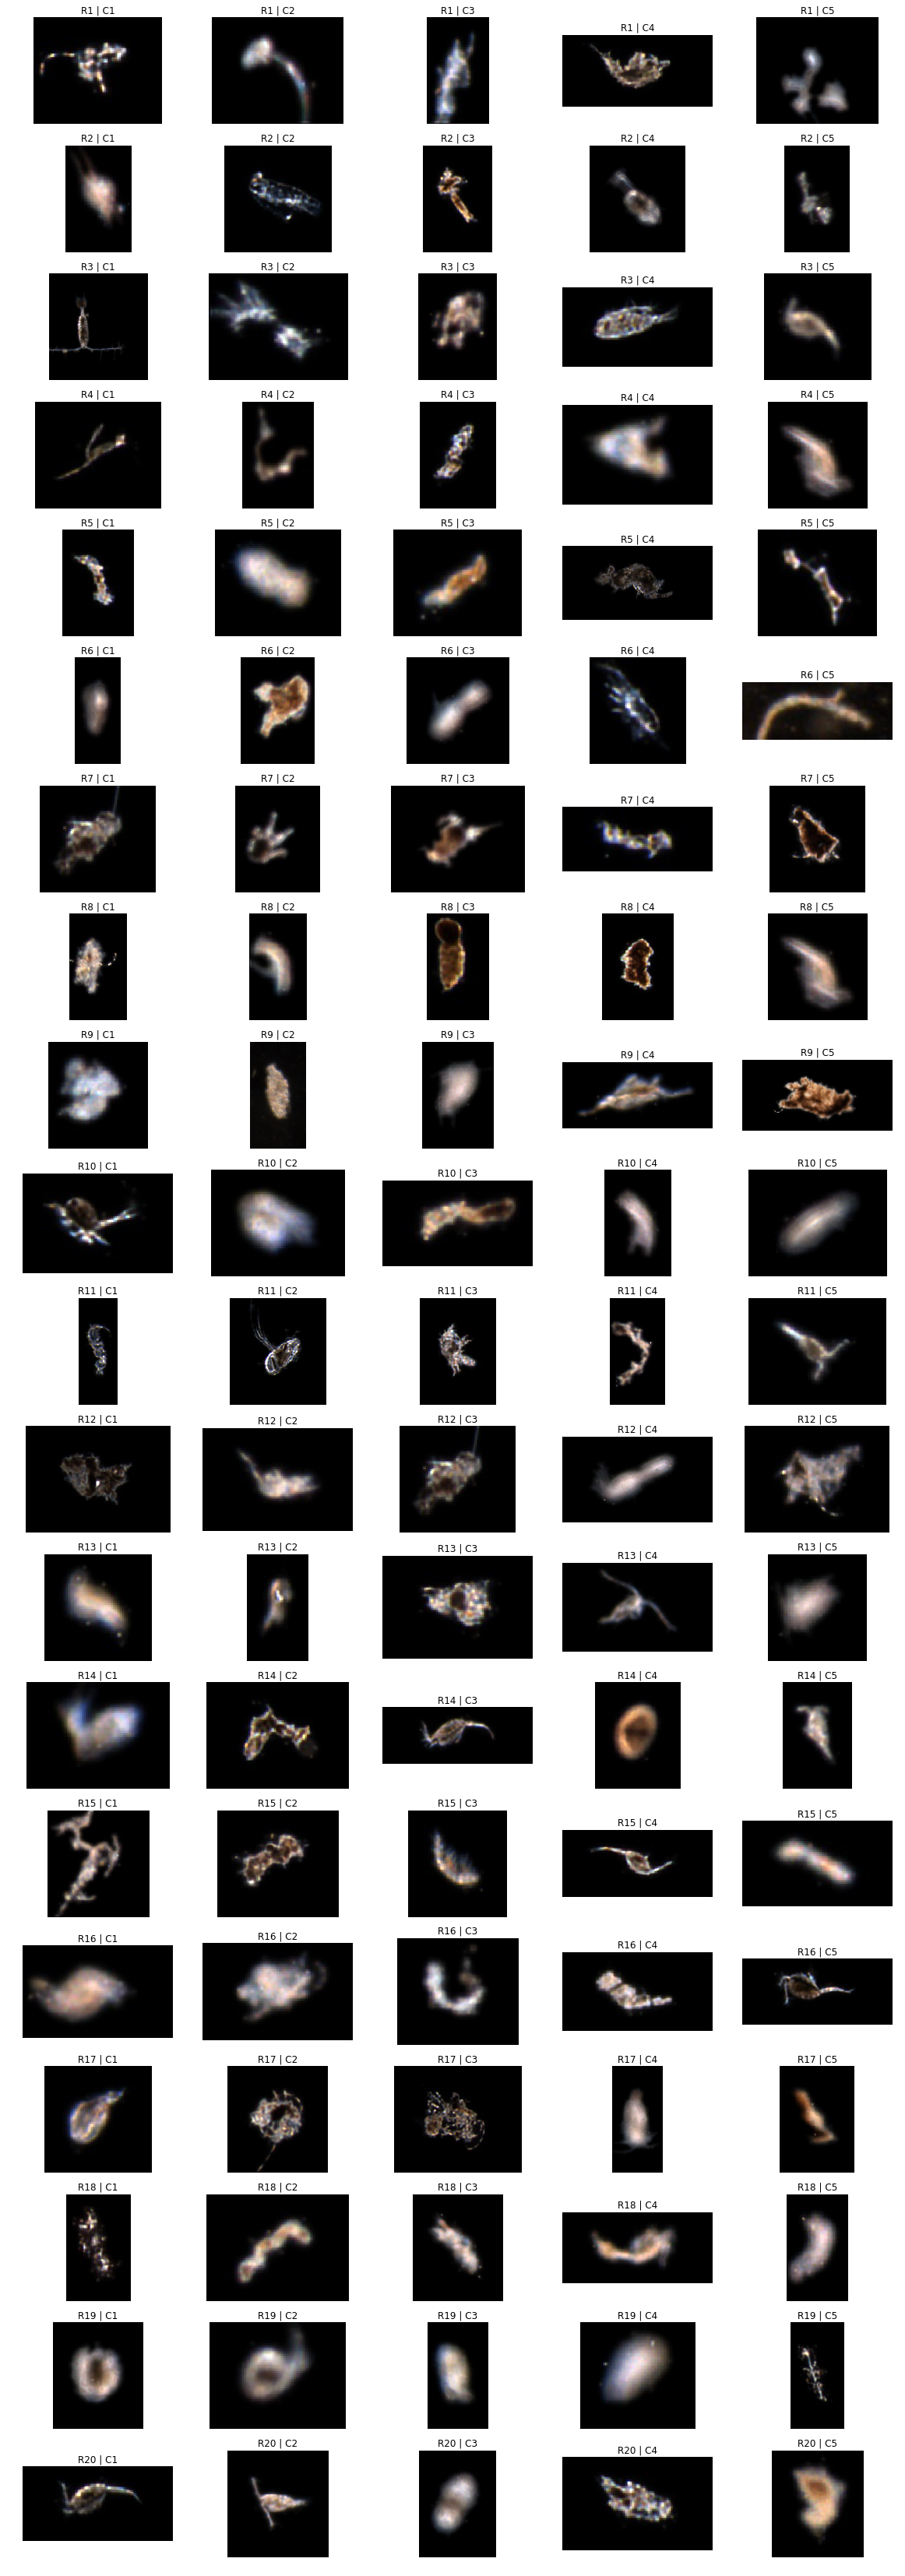 R1 | C1 R1 | C2 R1 | C3 R1 | C4 R1 | C5
R2 | C1 R2 | C2 R2 | C3 R2 | C4 R2 | C5
R3 | C1 R3 | C2 R3 | C3 R3 | C4 R3 | C5
R4 | C1 R4 | C2 R4 | C3 R4 | C4 R4 | C5
R5 | C1 R5 | C2 R5 | C3 R5 | C4 R5 | C5
R6 | C1 R6 | C2 R6 | C3 R6 | C4 R6 | C5
R7 | C1 R7 | C2 R7 | C3 R7 | C4 R7 | C5
R8 | C1 R8 | C2 R8 | C3 R8 | C4 R8 | C5
R9 | C1 R9 | C2 R9 | C3 R9 | C4 R9 | C5
R10 | C1 R10 | C2 R10 | C3 R10 | C4 R10 | C5
R11 | C1 R11 | C2 R11 | C3 R11 | C4 R11 | C5
R12 | C1 R12 | C2 R12 | C3 R12 | C4 R12 | C5
R13 | C1 R13 | C2 R13 | C3 R13 | C4 R13 | C5
R14 | C1 R14 | C2 R14 | C3 R14 | C4 R14 | C5
R15 | C1 R15 | C2 R15 | C3 R15 | C4 R15 | C5
R16 | C1 R16 | C2 R16 | C3 R16 | C4 R16 | C5
R17 | C1 R17 | C2 R17 | C3 R17 | C4 R17 | C5
R18 | C1 R18 | C2 R18 | C3 R18 | C4 R18 | C5
R19 | C1 R19 | C2 R19 | C3 R19 | C4 R19 | C5
R20 | C1 R20 | C2 R20 | C3 R20 | C4 R20 | C5